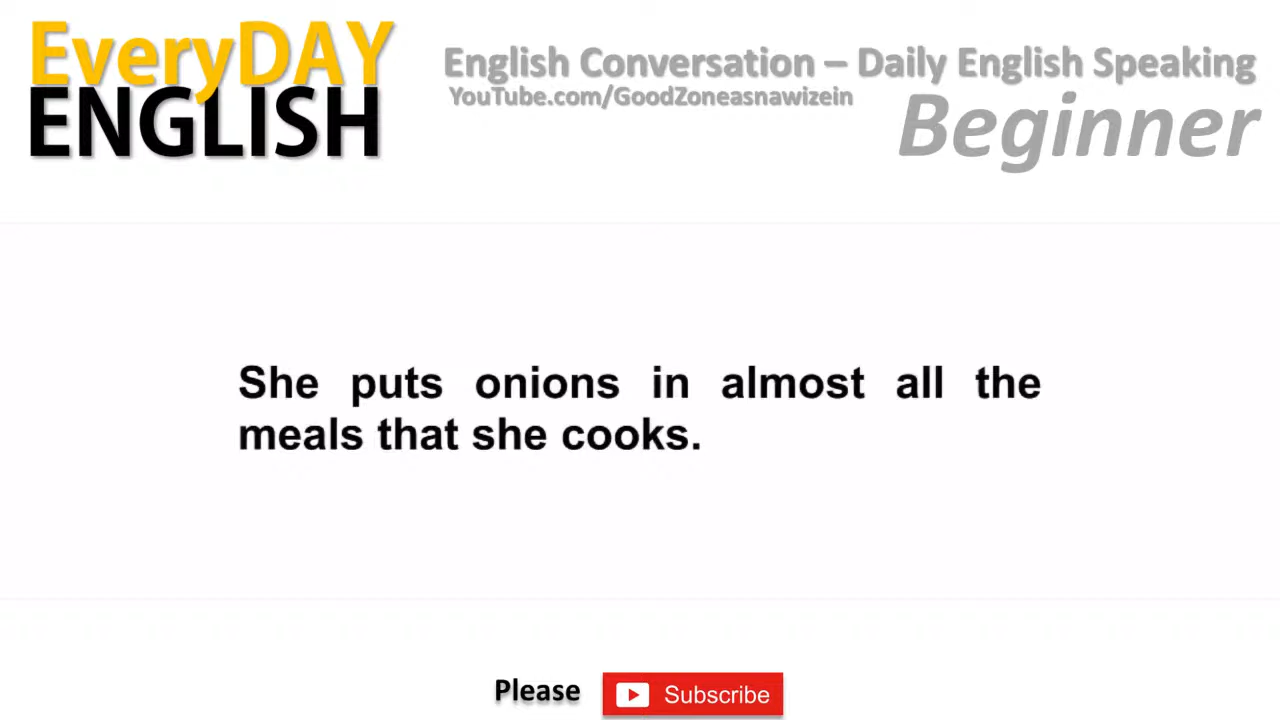 EveryDAY
ENGLISH
English Conversation – Daily English Speaking
YouTube.com/GoodZoneasnawizein
Beginner
She puts onions in almost all the
meals that she cooks.
Please
Subscribe